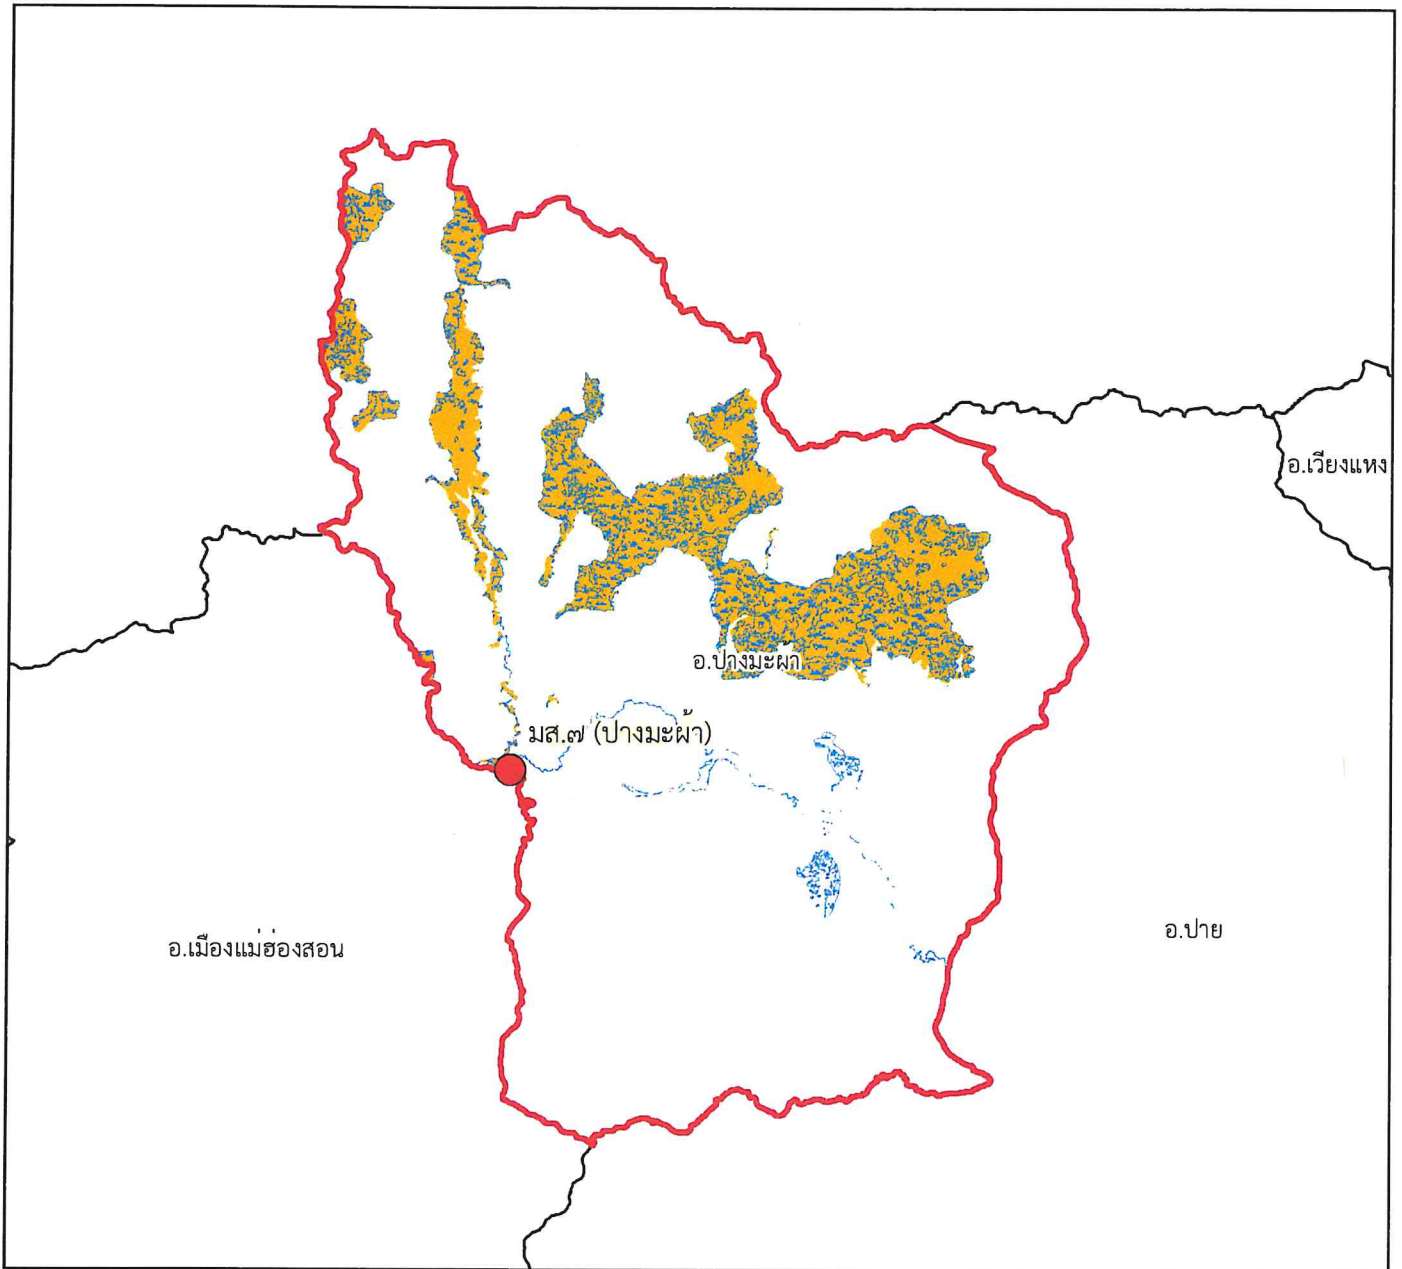 อ.เวียงแหง
อ.ปางมะผ้า
มส.๗ (ปางมะผ้า)
อ.ปาย
อ.เมืองแม่ฮ่องสอน